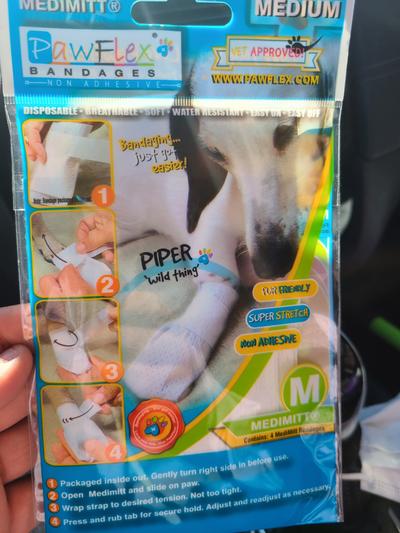 MEDIMITT®
MEDIUM
PawFlex
BANDAGES
NON ADHESIVE
VET APPROVED!
WWW.PAWFLEX.COM
DISPOSABLE • BREATHABLE • SOFT • WATER RESISTANT • EASY ON • EASY OFF
Bandaging...
just got
easier!
1
2
3
4
PIPER
"wild thing"
FUR FRIENDLY
SUPER STRETCH
NON ADHESIVE
M
MEDIMITT®
Contains: 4 MediMitt Bandages
1 Packaged inside out. Gently turn right side in before use.
2 Open Medimitt and slide on paw.
3 Wrap strap to desired tension. Not too tight.
4 Press and rub tab for secure hold. Adjust and readjust as necessary.